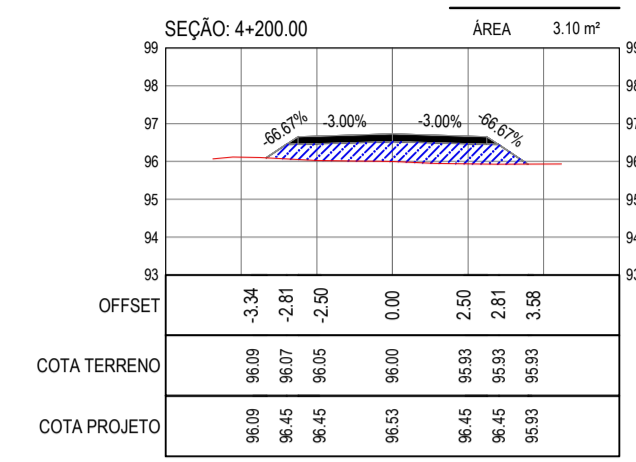 SEÇÃO: 4+200.00 ÁREA 3.10 m²
99 99
98 98
-66.67% -3.00% -3.00% -66.67%
97 97
96 96
95 95
94 94
93 93
OFFSET -3.34 -2.81 -2.50 0.00 2.50 2.81 3.58
COTA TERRENO 96.09 96.07 96.05 96.00 95.93 95.93 95.93
COTA PROJETO 96.09 96.45 96.45 96.53 96.45 96.45 95.93